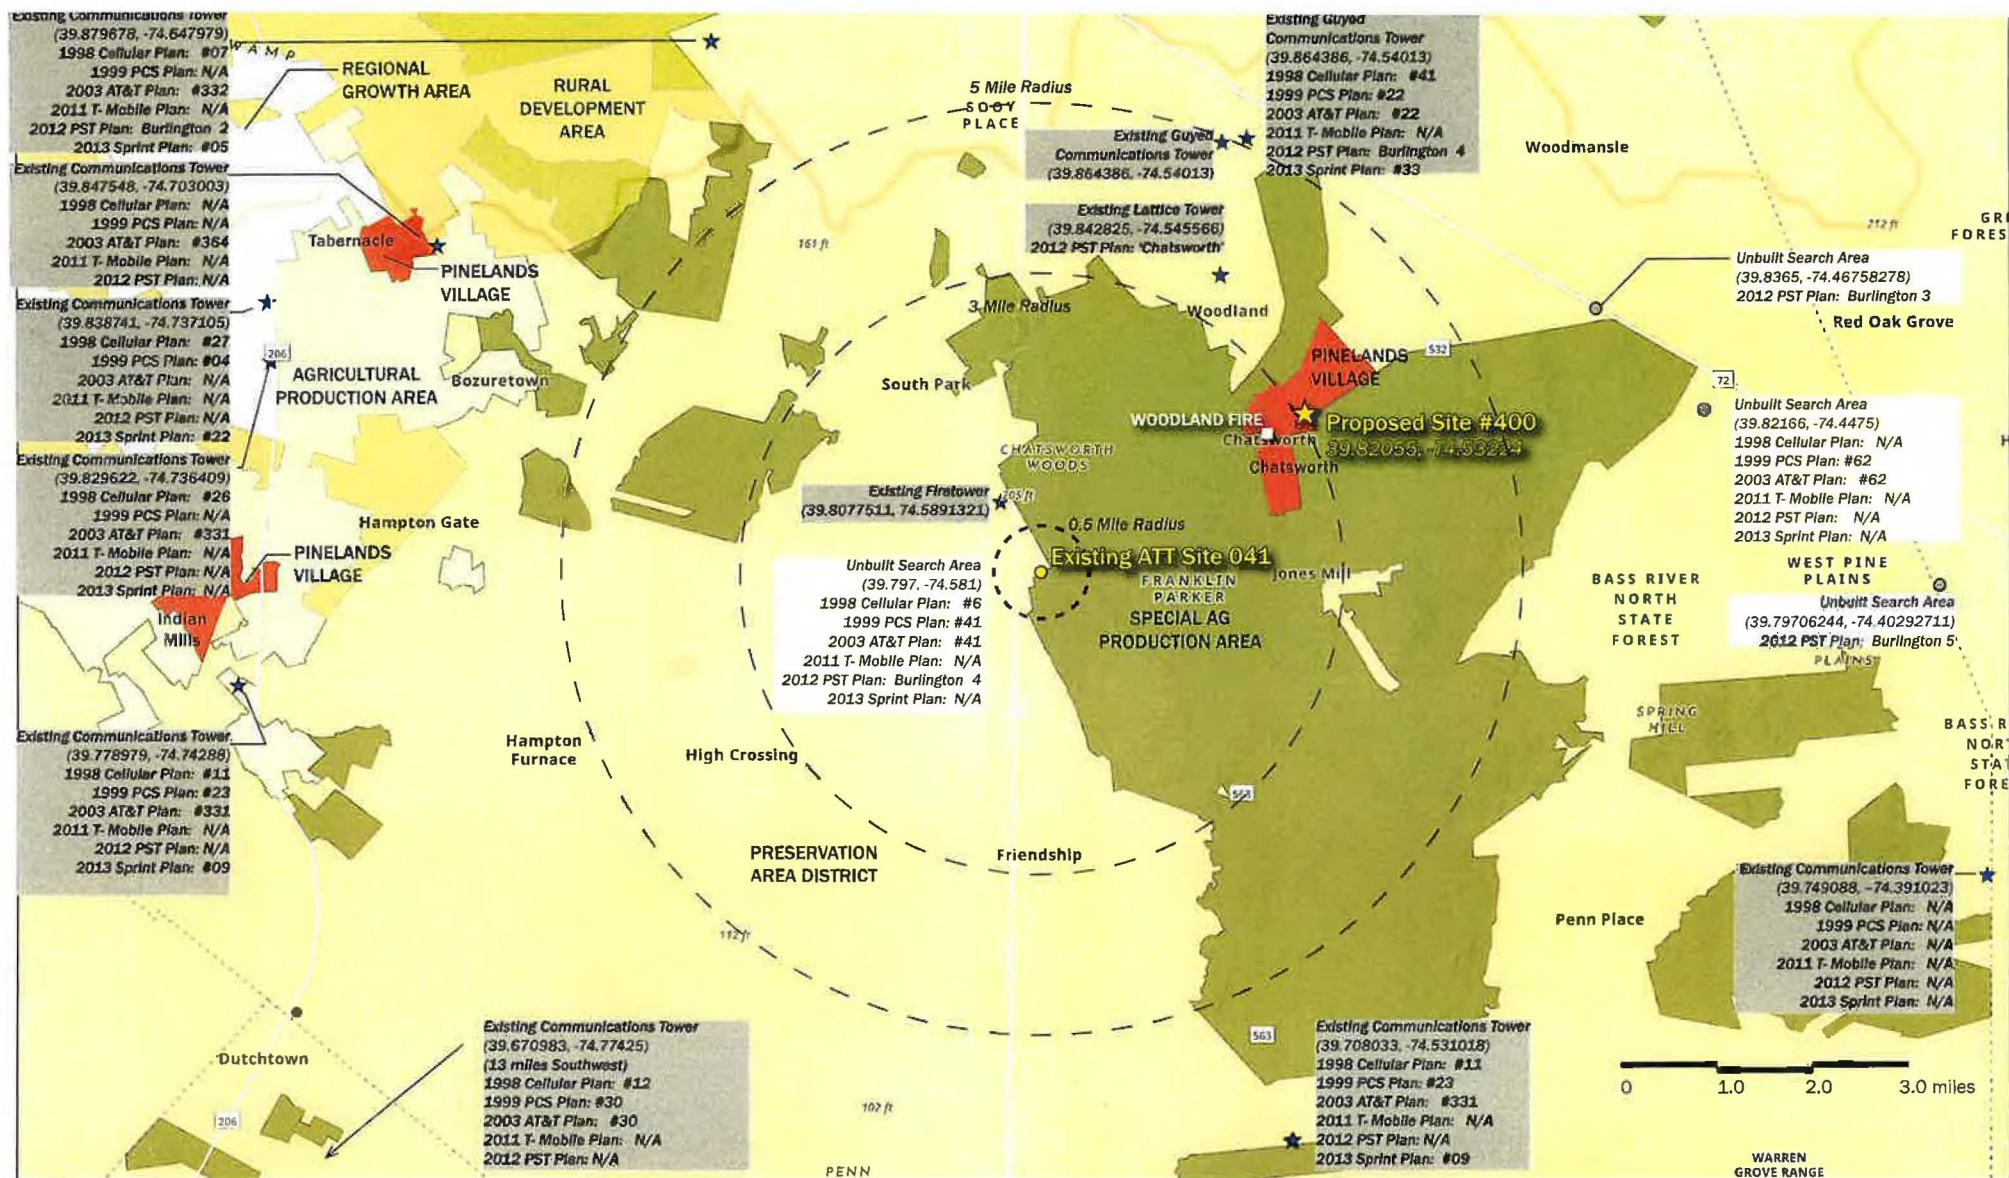 Existing Communications Tower
(39.879678, -74.647979)
1998 Cellular Plan: #07
1999 PCS Plan: N/A
2003 AT&T Plan: #332
2011 T- Mobile Plan: N/A
2012 PST Plan: Burlington 2
2013 Sprint Plan: #05
WAMP
REGIONAL
GROWTH AREA
RURAL
DEVELOPMENT
AREA
Existing Communications Tower
(39.847548, -74.703003)
1998 Cellular Plan: N/A
1999 PCS Plan: N/A
2003 AT&T Plan: #364
2011 T- Mobile Plan: N/A
2012 PST Plan: N/A
Tabernacle
PINELANDS
VILLAGE
Existing Communications Tower
(39.838741, -74.737105)
1998 Cellular Plan: #27
1999 PCS Plan: #04
2003 AT&T Plan: N/A
2011 T- Mobile Plan: N/A
2012 PST Plan: N/A
2013 Sprint Plan: #22
206
AGRICULTURAL
PRODUCTION AREA
Bozuretown
Existing Communications Tower
(39.829622, -74.736409)
1998 Cellular Plan: #26
1999 PCS Plan: N/A
2003 AT&T Plan: #331
2011 T- Mobile Plan: N/A
2012 PST Plan: N/A
2013 Sprint Plan: N/A
Hampton Gate
PINELANDS
VILLAGE
Indian
Mills
Existing Communications Tower
(39.778979, -74.74288)
1998 Cellular Plan: #11
1999 PCS Plan: #23
2003 AT&T Plan: #331
2011 T- Mobile Plan: N/A
2012 PST Plan: N/A
2013 Sprint Plan: #09
Hampton
Furnace
High Crossing
Dutchtown
206
Existing Communications Tower
(39.670983, -74.77425)
(13 miles Southwest)
1998 Cellular Plan: #12
1999 PCS Plan: #30
2003 AT&T Plan: #30
2011 T- Mobile Plan: N/A
2012 PST Plan: N/A
5 Mile Radius
SOOY
PLACE
161 ft
3 Mile Radius
South Park
Existing Guyed
Communications Tower
(39.864386, -74.54013)
Existing Lattice Tower
(39.842825, -74.545566)
2012 PST Plan: 'Chatsworth'
Woodland
Existing Guyed
Communications Tower
(39.864386, -74.54013)
1998 Cellular Plan: #41
1999 PCS Plan: #22
2003 AT&T Plan: #22
2011 T- Mobile Plan: N/A
2012 PST Plan: Burlington 4
2013 Sprint Plan: #33
Woodmansie
212 ft
GRE
FORES
Unbuilt Search Area
(39.8365, -74.46758278)
2012 PST Plan: Burlington 3
Red Oak Grove
532
72
PINELANDS
VILLAGE
WOODLAND FIRE
Chatsworth
Chatsworth
Proposed Site #400
39.82055, -74.53224
CHATSWORTH
WOODS
Existing Firetower
(39.8077511, 74.5891321)
205 ft
0.5 Mile Radius
Existing ATT Site 041
FRANKLIN
PARKER
SPECIAL AG
PRODUCTION AREA
Jones Mill
Unbuilt Search Area
(39.797, -74.581)
1998 Cellular Plan: #6
1999 PCS Plan: #41
2003 AT&T Plan: #41
2011 T- Mobile Plan: N/A
2012 PST Plan: Burlington 4
2013 Sprint Plan: N/A
Unbuilt Search Area
(39.82166, -74.4475)
1998 Cellular Plan: N/A
1999 PCS Plan: #62
2003 AT&T Plan: #62
2011 T- Mobile Plan: N/A
2012 PST Plan: N/A
2013 Sprint Plan: N/A
H
WEST PINE
PLAINS
BASS RIVER
NORTH
STATE
FOREST
Unbuilt Search Area
(39.79706244, -74.40292711)
2012 PST Plan: Burlington 5
PLAINS
SPRING
HILL
BASS R
NORT
STAT
FORE
563
PRESERVATION
AREA DISTRICT
Friendship
112 ft
102 ft
PENN
Penn Place
Existing Communications Tower
(39.749088, -74.391023)
1998 Cellular Plan: N/A
1999 PCS Plan: N/A
2003 AT&T Plan: N/A
2011 T- Mobile Plan: N/A
2012 PST Plan: N/A
2013 Sprint Plan: N/A
563
Existing Communications Tower
(39.708033, -74.531018)
1998 Cellular Plan: #11
1999 PCS Plan: #23
2003 AT&T Plan: #331
2011 T- Mobile Plan: N/A
2012 PST Plan: N/A
2013 Sprint Plan: #09
0 1.0 2.0 3.0 miles
WARREN
GROVE RANGE